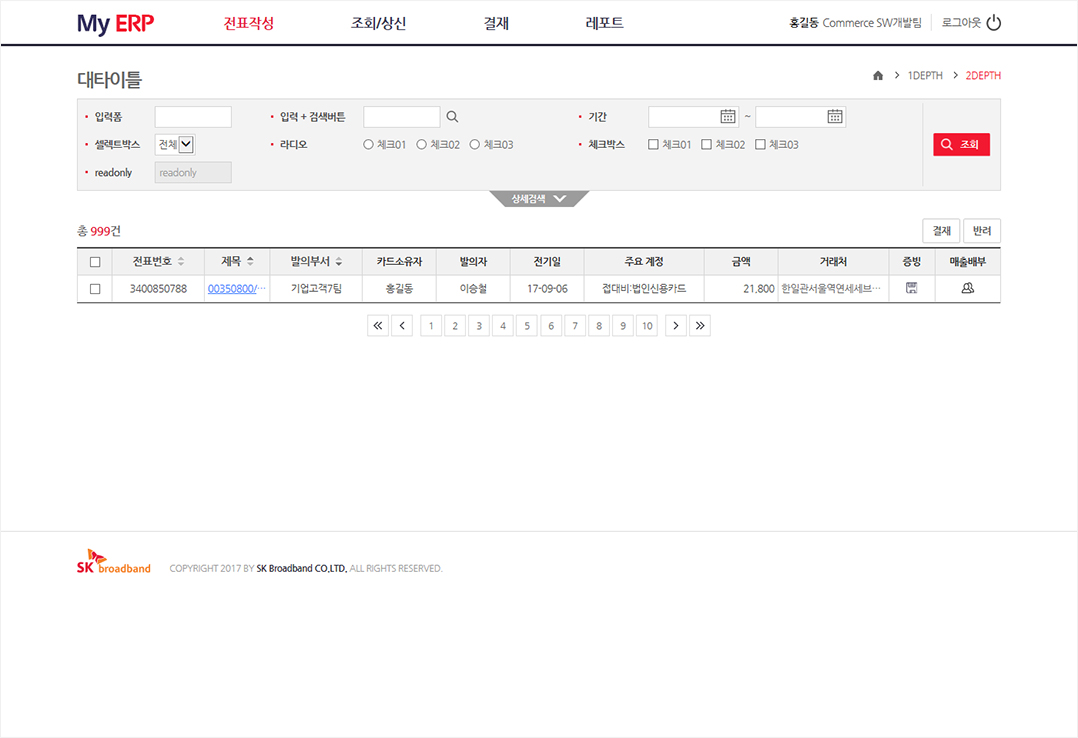 My ERP 전표작성 조회/상신 결재 레포트 홍길동 Commerce SW개발팀 로그아웃
대타이틀 1DEPTH 2DEPTH
입력폼 입력 + 검색버튼 기간 ~
셀렉트박스 전체 라디오 체크01 체크02 체크03 체크박스 체크01 체크02 체크03 조회
readonly readonly
상세검색
총 999건 결재 반려
전표번호 제목 발의부서 카드소유자 발의자 전기일 주요 계정 금액 거래처 증빙 매출배부
3400850788 00350800/··· 기업고객7팀 홍길동 이승철 17-09-06 접대비:법인신용카드 21,800 한일관서울역연세세브···
1 2 3 4 5 6 7 8 9 10
SK broadband COPYRIGHT 2017 BY SK Broadband CO,LTD, ALL RIGHTS RESERVED.